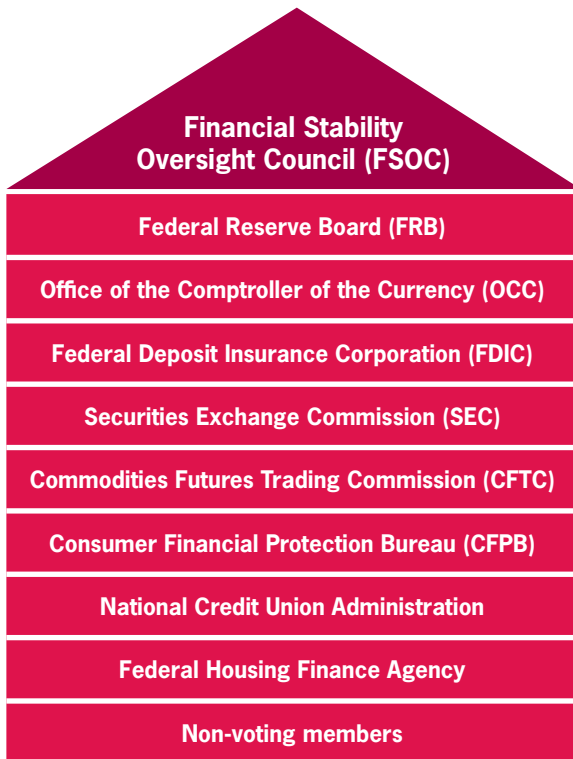 Financial Stability
Oversight Council (FSOC)
Federal Reserve Board (FRB)
Office of the Comptroller of the Currency (OCC)
Federal Deposit Insurance Corporation (FDIC)
Securities Exchange Commission (SEC)
Commodities Futures Trading Commission (CFTC)
Consumer Financial Protection Bureau (CFPB)
National Credit Union Administration
Federal Housing Finance Agency
Non-voting members